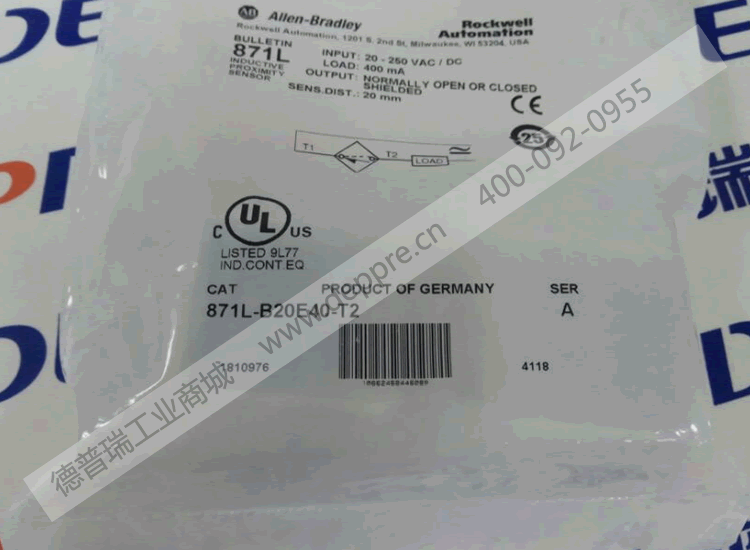 AB Allen-Bradley
Rockwell Automation
Rockwell Automation, 1201 S. 2nd St, Milwaukee, WI 53204, USA
BULLETIN
871L
INDUCTIVE
PROXIMITY
SENSOR
INPUT: 20 - 250 VAC / DC
LOAD: 400 mA
OUTPUT: NORMALLY OPEN OR CLOSED
SHIELDED
SENS.DIST.: 20 mm
CE
25
T1
T2
LOAD
C UL US
LISTED 9L77
IND.CONT.EQ
CAT
PRODUCT OF GERMANY
SER
871L-B20E40-T2
A
1810976
4118
德普瑞工业商城 www.deppre.cn 400-092-0955
瑞